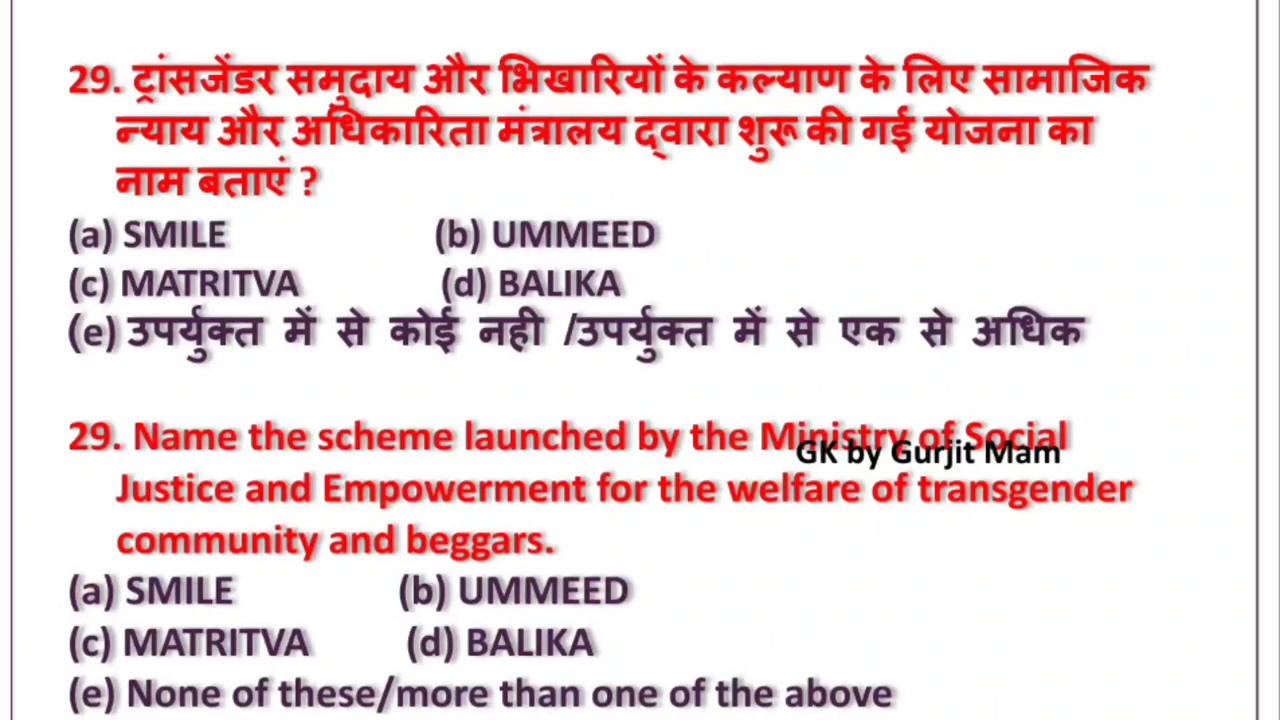 29. ट्रांसजेंडर समुदाय और भिखारियों के कल्याण के लिए सामाजिक
न्याय और अधिकारिता मंत्रालय द्वारा शुरू की गई योजना का
नाम बताएं ?
(a) SMILE (b) UMMEED
(c) MATRITVA (d) BALIKA
(e) उपर्युक्त में से कोई नही /उपर्युक्त में से एक से अधिक
29. Name the scheme launched by the Ministry of Social
GK by Gurjit Mam
Justice and Empowerment for the welfare of transgender
community and beggars.
(a) SMILE (b) UMMEED
(c) MATRITVA (d) BALIKA
(e) None of these/more than one of the above